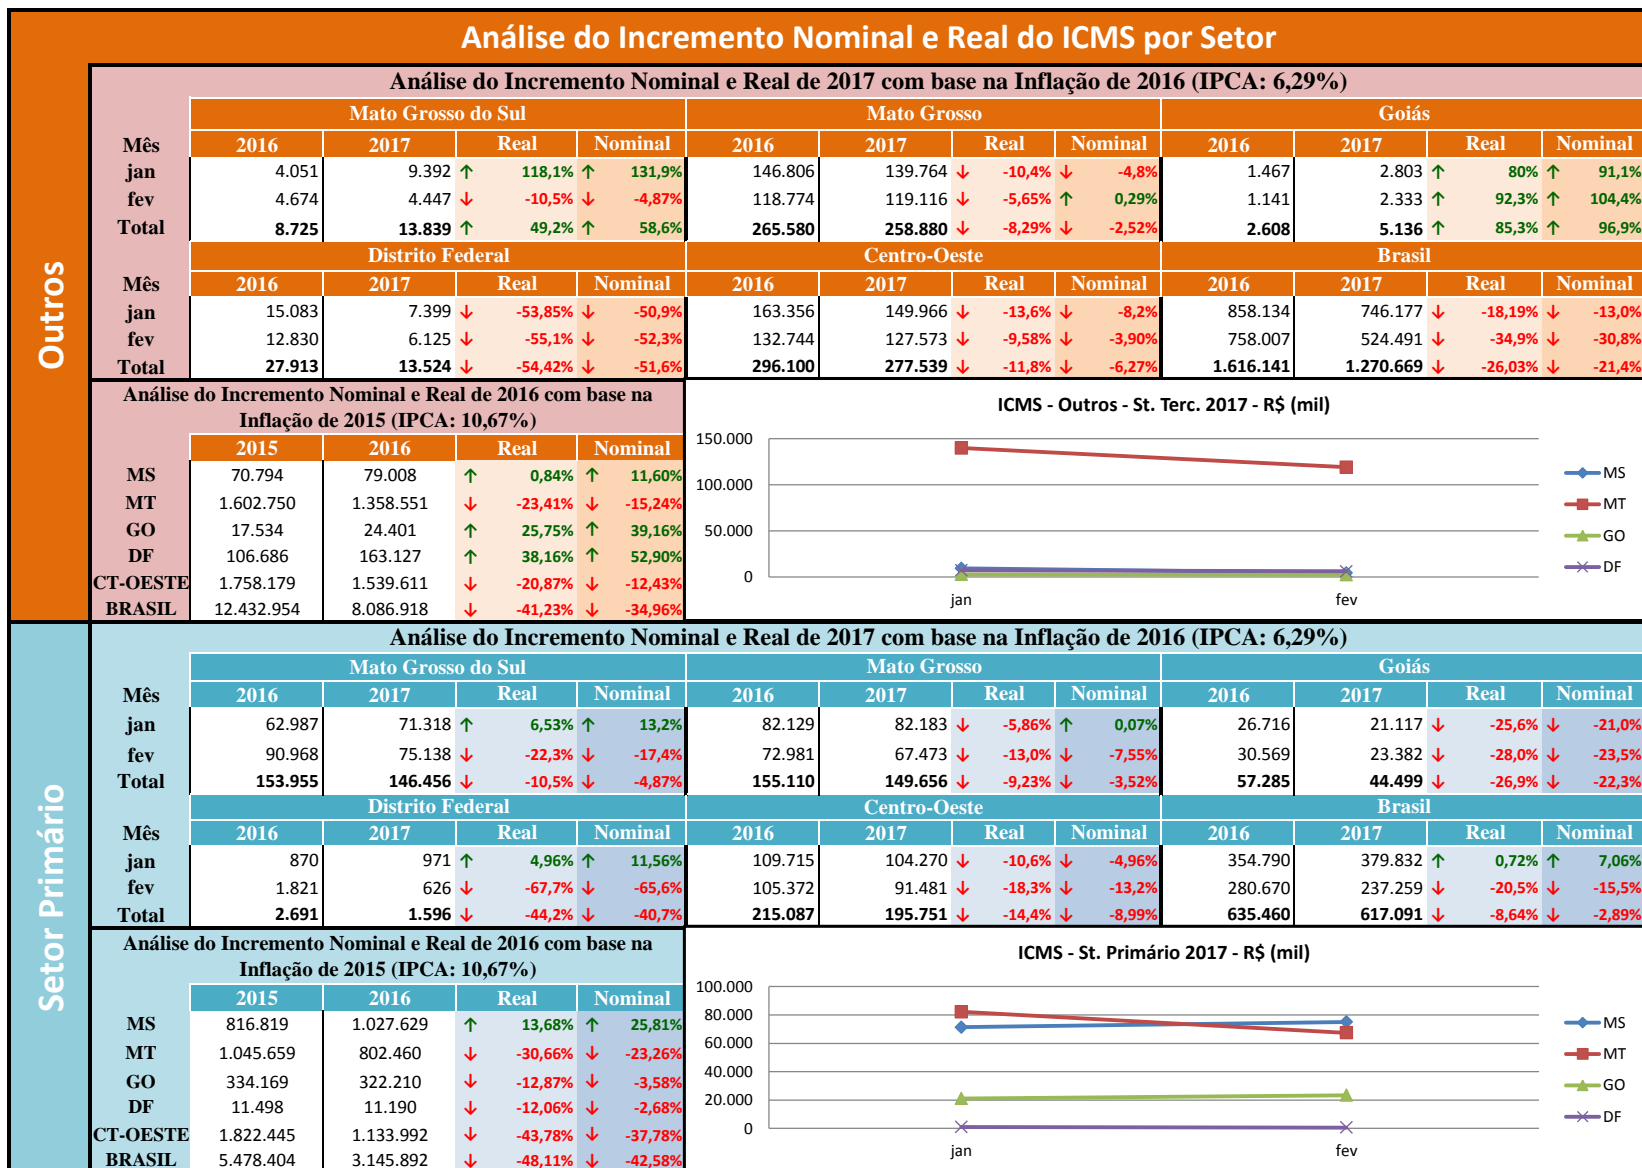 Análise do Incremento Nominal e Real do ICMS por Setor
Outros
Análise do Incremento Nominal e Real de 2017 com base na Inflação de 2016 (IPCA: 6,29%)
Mato Grosso do Sul Mato Grosso Goiás
Mês 2016 2017 Real Nominal 2016 2017 Real Nominal 2016 2017 Real Nominal
jan 4.051 9.392 ↑ 118,1% ↑ 131,9% 146.806 139.764 ↓ -10,4% ↓ -4,8% 1.467 2.803 ↑ 80% ↑ 91,1%
fev 4.674 4.447 ↓ -10,5% ↓ -4,87% 118.774 119.116 ↓ -5,65% ↑ 0,29% 1.141 2.333 ↑ 92,3% ↑ 104,4%
Total 8.725 13.839 ↑ 49,2% ↑ 58,6% 265.580 258.880 ↓ -8,29% ↓ -2,52% 2.608 5.136 ↑ 85,3% ↑ 96,9%
Distrito Federal Centro-Oeste Brasil
Mês 2016 2017 Real Nominal 2016 2017 Real Nominal 2016 2017 Real Nominal
jan 15.083 7.399 ↓ -53,85% ↓ -50,9% 163.356 149.966 ↓ -13,6% ↓ -8,2% 858.134 746.177 ↓ -18,19% ↓ -13,0%
fev 12.830 6.125 ↓ -55,1% ↓ -52,3% 132.744 127.573 ↓ -9,58% ↓ -3,90% 758.007 524.491 ↓ -34,9% ↓ -30,8%
Total 27.913 13.524 ↓ -54,42% ↓ -51,6% 296.100 277.539 ↓ -11,8% ↓ -6,27% 1.616.141 1.270.669 ↓ -26,03% ↓ -21,4%
Análise do Incremento Nominal e Real de 2016 com base na
Inflação de 2015 (IPCA: 10,67%)
2015 2016 Real Nominal
MS 70.794 79.008 ↑ 0,84% ↑ 11,60%
MT 1.602.750 1.358.551 ↓ -23,41% ↓ -15,24%
GO 17.534 24.401 ↑ 25,75% ↑ 39,16%
DF 106.686 163.127 ↑ 38,16% ↑ 52,90%
CT-OESTE 1.758.179 1.539.611 ↓ -20,87% ↓ -12,43%
BRASIL 12.432.954 8.086.918 ↓ -41,23% ↓ -34,96%
ICMS - Outros - St. Terc. 2017 - R$ (mil)
150.000
100.000
50.000
0
jan fev
MS
MT
GO
DF
Setor Primário
Análise do Incremento Nominal e Real de 2017 com base na Inflação de 2016 (IPCA: 6,29%)
Mato Grosso do Sul Mato Grosso Goiás
Mês 2016 2017 Real Nominal 2016 2017 Real Nominal 2016 2017 Real Nominal
jan 62.987 71.318 ↑ 6,53% ↑ 13,2% 82.129 82.183 ↓ -5,86% ↑ 0,07% 26.716 21.117 ↓ -25,6% ↓ -21,0%
fev 90.968 75.138 ↓ -22,3% ↓ -17,4% 72.981 67.473 ↓ -13,0% ↓ -7,55% 30.569 23.382 ↓ -28,0% ↓ -23,5%
Total 153.955 146.456 ↓ -10,5% ↓ -4,87% 155.110 149.656 ↓ -9,23% ↓ -3,52% 57.285 44.499 ↓ -26,9% ↓ -22,3%
Distrito Federal Centro-Oeste Brasil
Mês 2016 2017 Real Nominal 2016 2017 Real Nominal 2016 2017 Real Nominal
jan 870 971 ↑ 4,96% ↑ 11,56% 109.715 104.270 ↓ -10,6% ↓ -4,96% 354.790 379.832 ↑ 0,72% ↑ 7,06%
fev 1.821 626 ↓ -67,7% ↓ -65,6% 105.372 91.481 ↓ -18,3% ↓ -13,2% 280.670 237.259 ↓ -20,5% ↓ -15,5%
Total 2.691 1.596 ↓ -44,2% ↓ -40,7% 215.087 195.751 ↓ -14,4% ↓ -8,99% 635.460 617.091 ↓ -8,64% ↓ -2,89%
Análise do Incremento Nominal e Real de 2016 com base na
Inflação de 2015 (IPCA: 10,67%)
2015 2016 Real Nominal
MS 816.819 1.027.629 ↑ 13,68% ↑ 25,81%
MT 1.045.659 802.460 ↓ -30,66% ↓ -23,26%
GO 334.169 322.210 ↓ -12,87% ↓ -3,58%
DF 11.498 11.190 ↓ -12,06% ↓ -2,68%
CT-OESTE 1.822.445 1.133.992 ↓ -43,78% ↓ -37,78%
BRASIL 5.478.404 3.145.892 ↓ -48,11% ↓ -42,58%
ICMS - St. Primário 2017 - R$ (mil)
100.000
80.000
60.000
40.000
20.000
0
jan fev
MS
MT
GO
DF